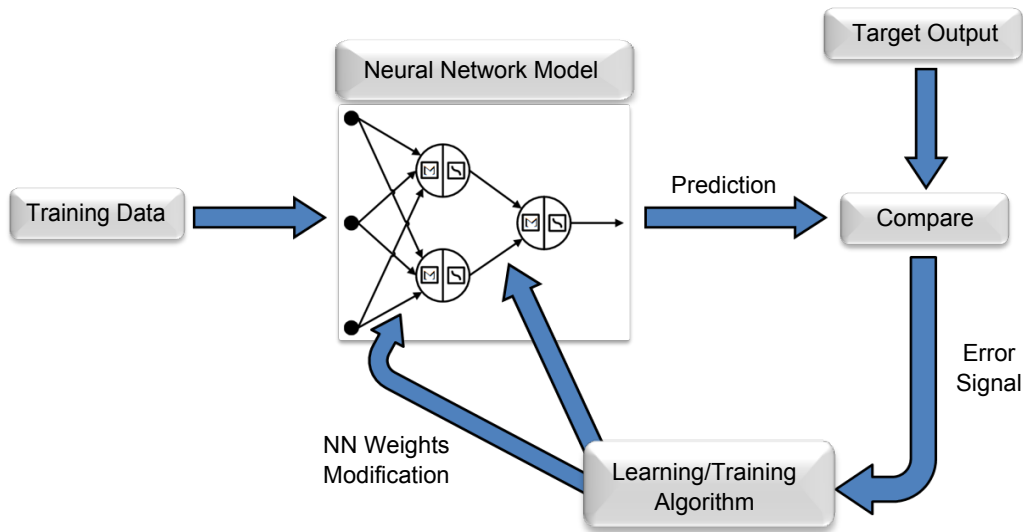 Target Output
Neural Network Model
Training Data
Prediction
Compare
Error
Signal
NN Weights
Modification
Learning/Training
Algorithm